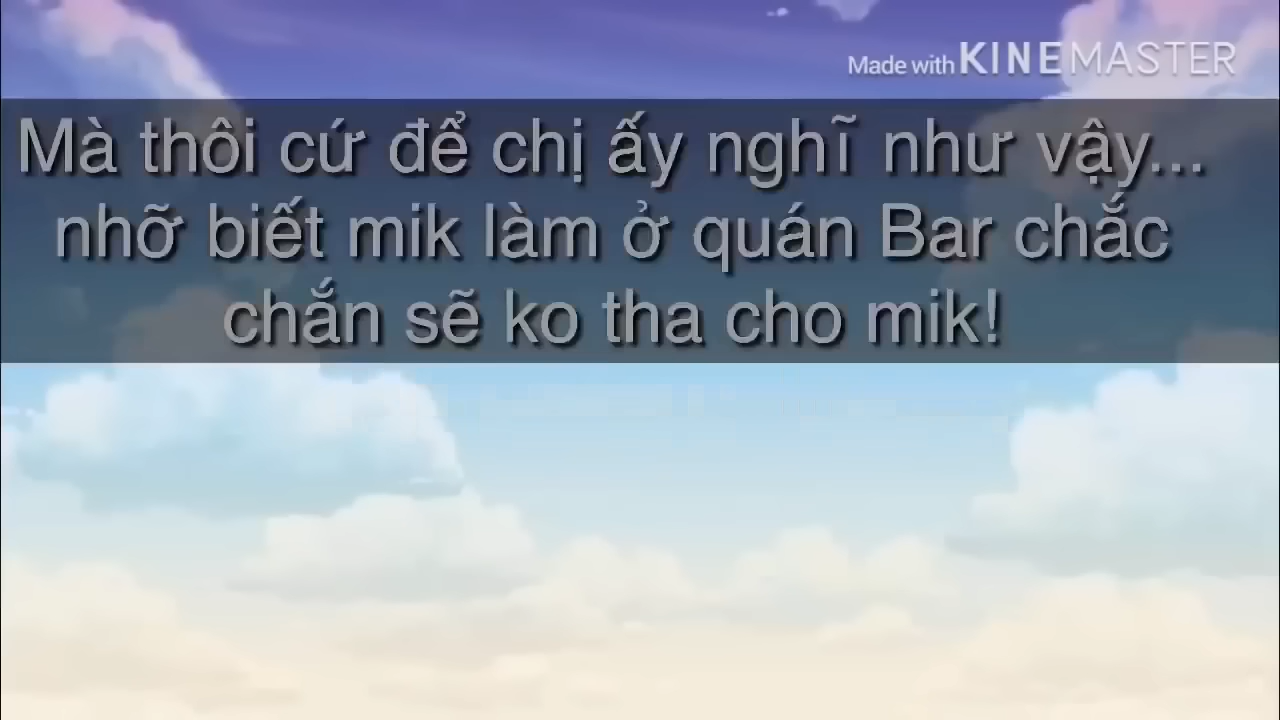 Made with KINEMASTER
Mà thôi cứ để chị ấy nghĩ như vậy...
nhỡ biết mik làm ở quán Bar chắc
chắn sẽ ko tha cho mik!